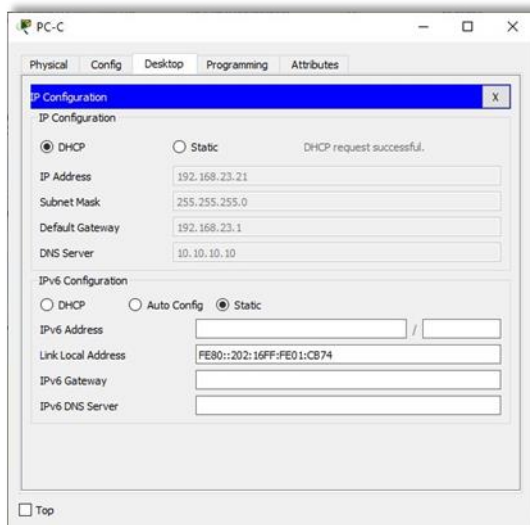 PC-C
Physical Config Desktop Programming Attributes
IP Configuration X
IP Configuration
DHCP Static DHCP request successful.
IP Address 192.168.23.21
Subnet Mask 255.255.255.0
Default Gateway 192.168.23.1
DNS Server 10.10.10.10
IPv6 Configuration
DHCP Auto Config Static
IPv6 Address /
Link Local Address FE80::202:16FF:FE01:CB74
IPv6 Gateway
IPv6 DNS Server
Top